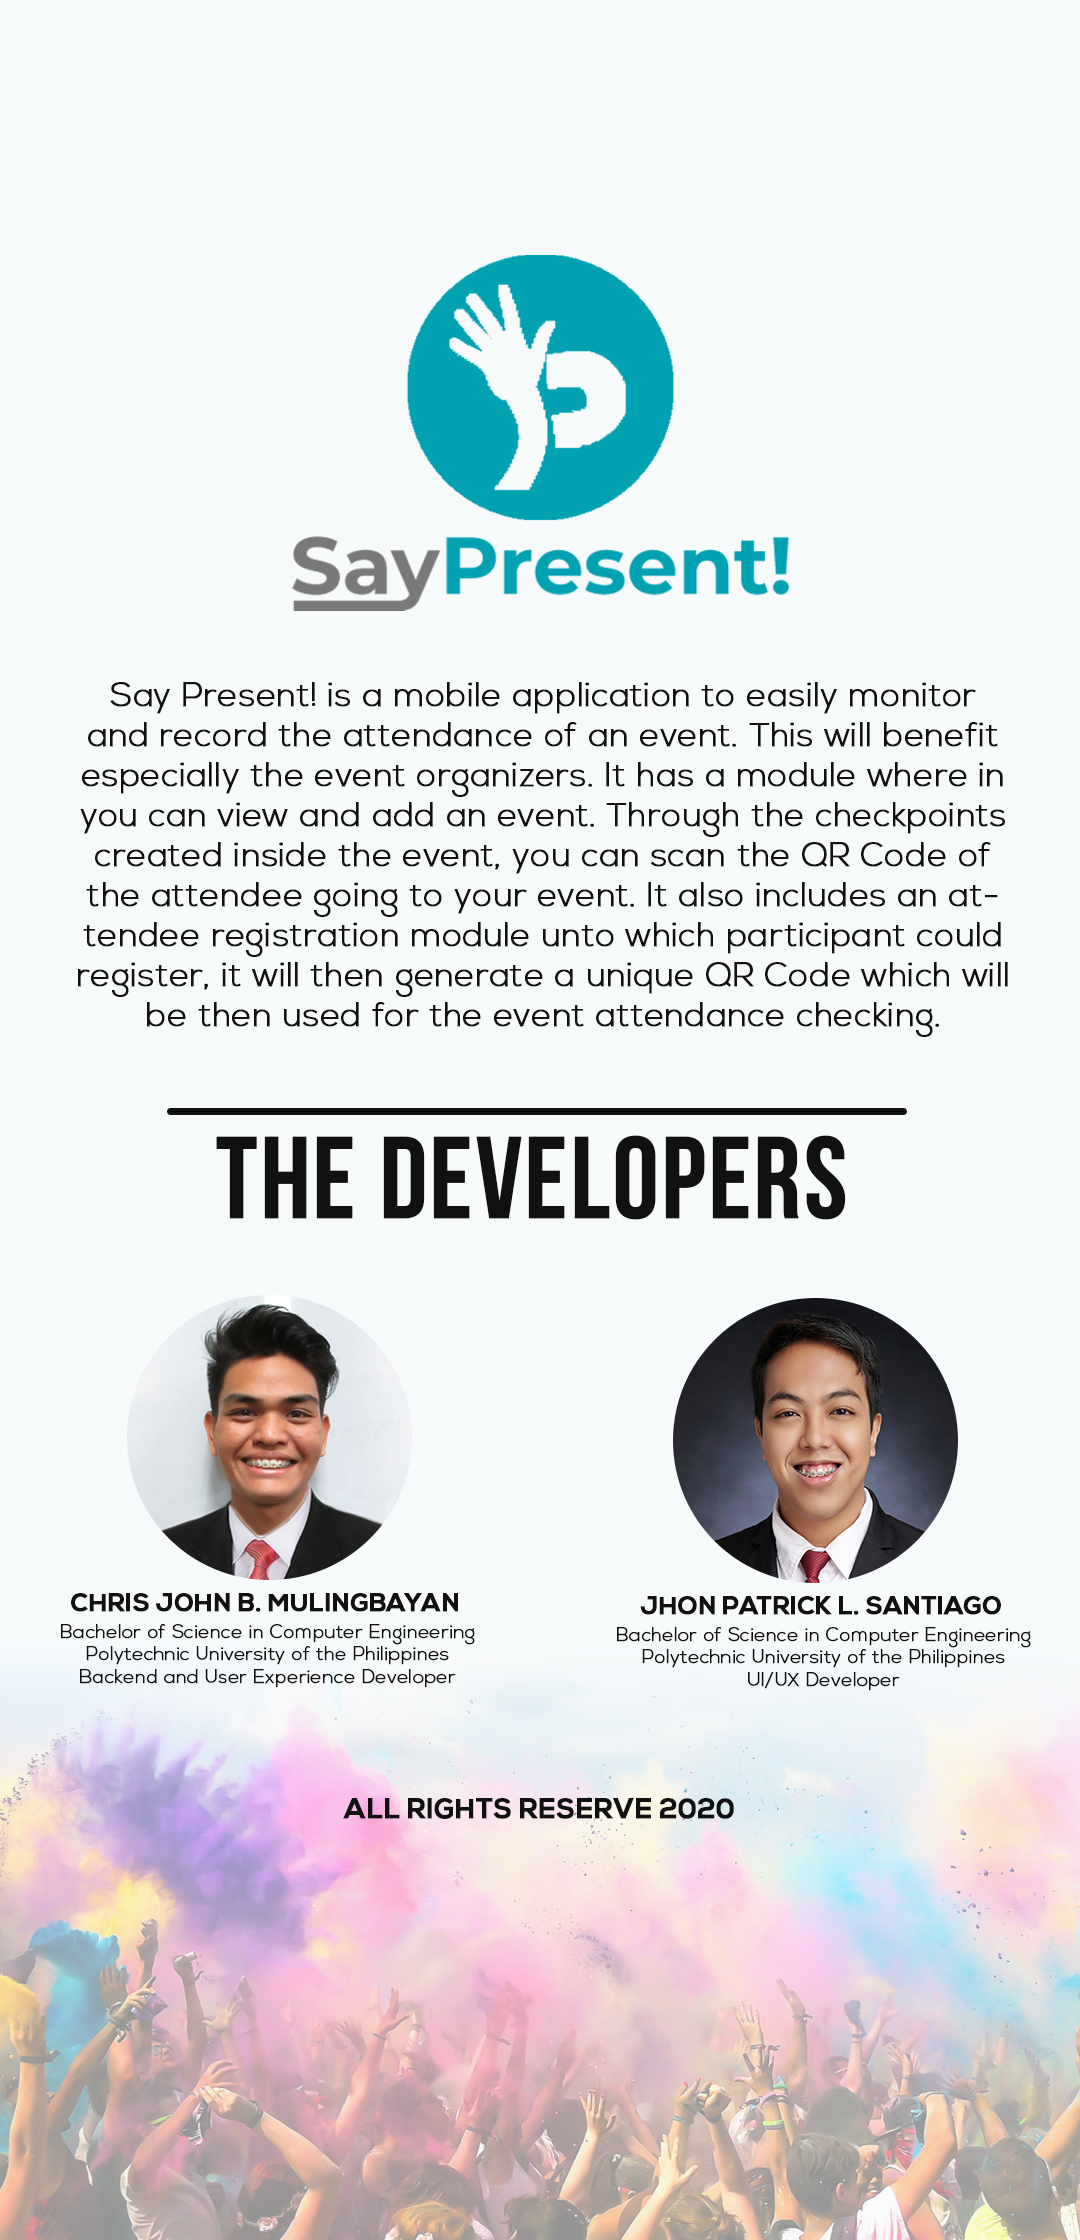 SayPresent!
Say Present! is a mobile application to easily monitor
and record the attendance of an event. This will benefit
especially the event organizers. It has a module where in
you can view and add an event. Through the checkpoints
created inside the event, you can scan the QR Code of
the attendee going to your event. It also includes an at-
tendee registration module unto which participant could
register, it will then generate a unique QR Code which will
be then used for the event attendance checking.
THE DEVELOPERS
CHRIS JOHN B. MULINGBAYAN
Bachelor of Science in Computer Engineering
Polytechnic University of the Philippines
Backend and User Experience Developer
JHON PATRICK L. SANTIAGO
Bachelor of Science in Computer Engineering
Polytechnic University of the Philippines
UI/UX Developer
ALL RIGHTS RESERVE 2020